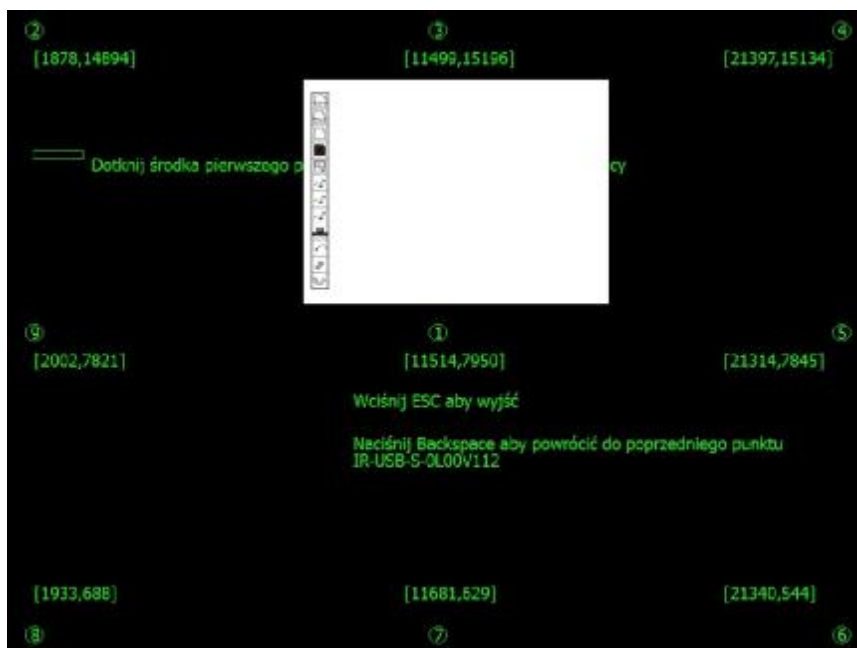 ② ③ ④
[1878,14894] [11499,15196] [21397,15134]
Dotknij środka pierwszego p cy
⑨ ① ⑤
[2002,7821] [11514,7950] [21314,7845]
Wciśnij ESC aby wyjść
Naciśnij Backspace aby powrócić do poprzedniego punktu
IR-USB-S-0L00V112
[1933,688] [11681,629] [21340,544]
⑧ ⑦ ⑥